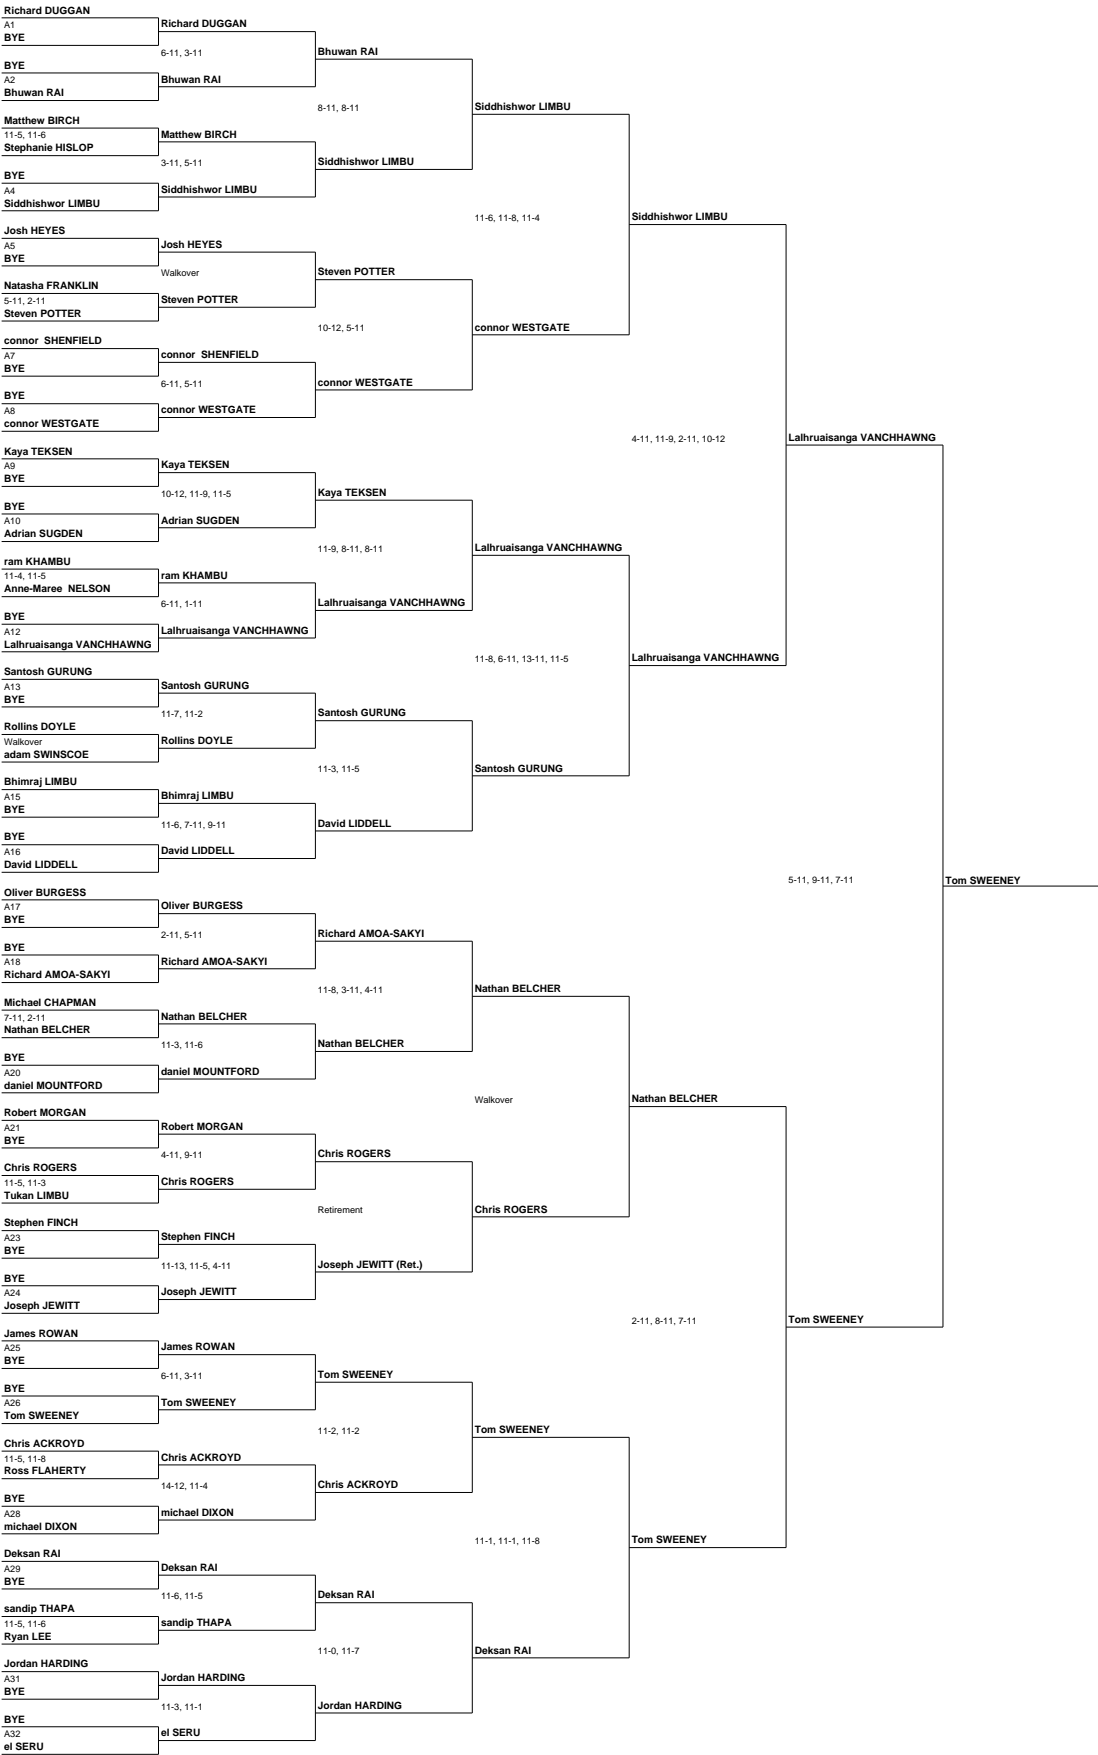 Richard DUGGAN
A1
BYE
Richard DUGGAN
6-11, 3-11
BYE
A2
Bhuwan RAI
Bhuwan RAI
Bhuwan RAI
8-11, 8-11
Matthew BIRCH
11-5, 11-6
Stephanie HISLOP
Matthew BIRCH
3-11, 5-11
BYE
A4
Siddhishwor LIMBU
Siddhishwor LIMBU
Siddhishwor LIMBU
Siddhishwor LIMBU
11-6, 11-8, 11-4
Josh HEYES
A5
BYE
Josh HEYES
Walkover
Natasha FRANKLIN
5-11, 2-11
Steven POTTER
Steven POTTER
Steven POTTER
10-12, 5-11
connor  SHENFIELD
A7
BYE
connor  SHENFIELD
6-11, 5-11
BYE
A8
connor WESTGATE
connor WESTGATE
connor WESTGATE
connor WESTGATE
Siddhishwor LIMBU
4-11, 11-9, 2-11, 10-12
Kaya TEKSEN
A9
BYE
Kaya TEKSEN
10-12, 11-9, 11-5
BYE
A10
Adrian SUGDEN
Adrian SUGDEN
Kaya TEKSEN
11-9, 8-11, 8-11
ram KHAMBU
11-4, 11-5
Anne-Maree  NELSON
ram KHAMBU
6-11, 1-11
BYE
A12
Lalhruaisanga VANCHHAWNG
Lalhruaisanga VANCHHAWNG
Lalhruaisanga VANCHHAWNG
Lalhruaisanga VANCHHAWNG
11-8, 6-11, 13-11, 11-5
Santosh GURUNG
A13
BYE
Santosh GURUNG
11-7, 11-2
Rollins DOYLE
Walkover
adam SWINSCOE
Rollins DOYLE
Santosh GURUNG
11-3, 11-5
Bhimraj LIMBU
A15
BYE
Bhimraj LIMBU
11-6, 7-11, 9-11
BYE
A16
David LIDDELL
David LIDDELL
David LIDDELL
Santosh GURUNG
Lalhruaisanga VANCHHAWNG
Lalhruaisanga VANCHHAWNG
5-11, 9-11, 7-11
Tom SWEENEY
Oliver BURGESS
A17
BYE
Oliver BURGESS
2-11, 5-11
BYE
A18
Richard AMOA-SAKYI
Richard AMOA-SAKYI
Richard AMOA-SAKYI
11-8, 3-11, 4-11
Michael CHAPMAN
7-11, 2-11
Nathan BELCHER
Nathan BELCHER
11-3, 11-6
BYE
A20
daniel MOUNTFORD
daniel MOUNTFORD
Nathan BELCHER
Nathan BELCHER
Walkover
Robert MORGAN
A21
BYE
Robert MORGAN
4-11, 9-11
Chris ROGERS
11-5, 11-3
Tukan LIMBU
Chris ROGERS
Chris ROGERS
Retirement
Stephen FINCH
A23
BYE
Stephen FINCH
11-13, 11-5, 4-11
BYE
A24
Joseph JEWITT
Joseph JEWITT
Joseph JEWITT (Ret.)
Chris ROGERS
Nathan BELCHER
2-11, 8-11, 7-11
Tom SWEENEY
James ROWAN
A25
BYE
James ROWAN
6-11, 3-11
BYE
A26
Tom SWEENEY
Tom SWEENEY
Tom SWEENEY
11-2, 11-2
Chris ACKROYD
11-5, 11-8
Ross FLAHERTY
Chris ACKROYD
14-12, 11-4
BYE
A28
michael DIXON
michael DIXON
Chris ACKROYD
Tom SWEENEY
11-1, 11-1, 11-8
Tom SWEENEY
Deksan RAI
A29
BYE
Deksan RAI
11-6, 11-5
sandip THAPA
11-5, 11-6
Ryan LEE
sandip THAPA
Deksan RAI
11-0, 11-7
Deksan RAI
Jordan HARDING
A31
BYE
Jordan HARDING
11-3, 11-1
BYE
A32
el SERU
el SERU
Jordan HARDING